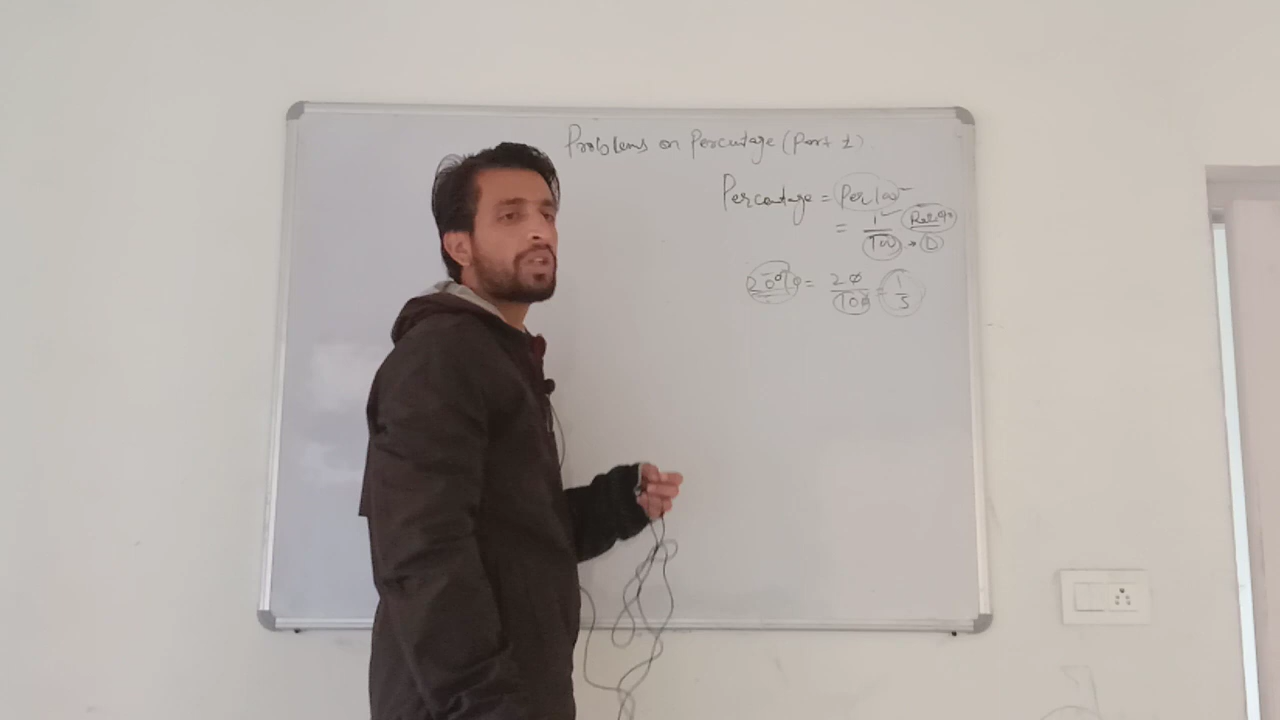 Problems on Percentage (Part 1)
Percentage = Per 100
= 1/100 → D
20% = 20/100 = 1/5